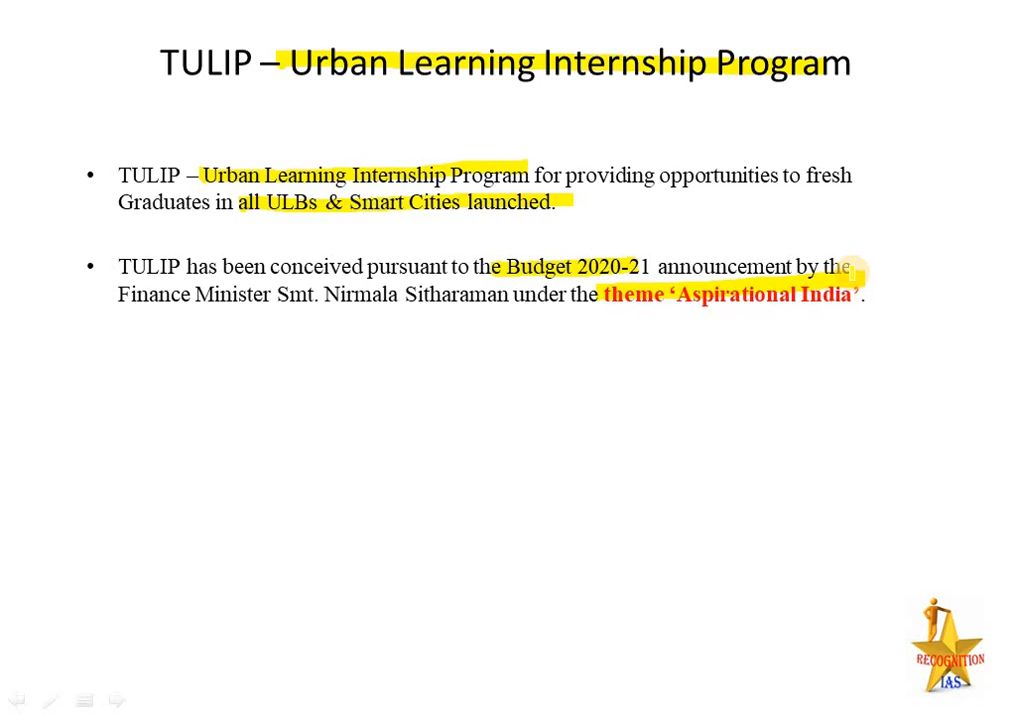 TULIP – Urban Learning Internship Program
• TULIP – Urban Learning Internship Program for providing opportunities to fresh
Graduates in all ULBs & Smart Cities launched.
• TULIP has been conceived pursuant to the Budget 2020-21 announcement by the
Finance Minister Smt. Nirmala Sitharaman under the theme ‘Aspirational India’.
RECOGNITION
IAS